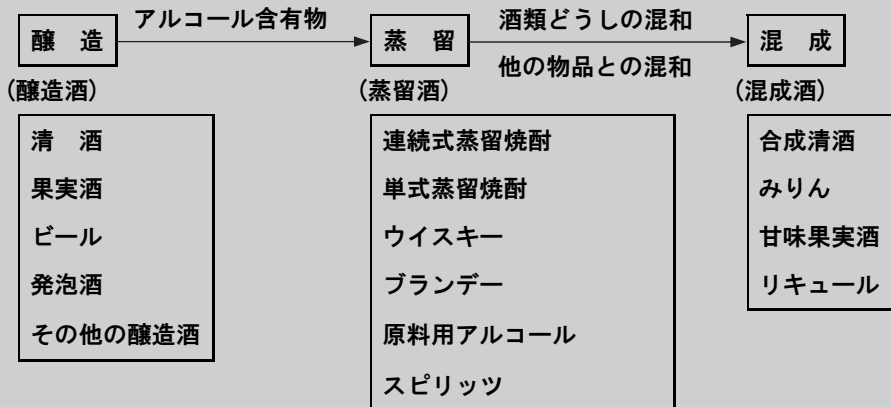 醸　造
アルコール含有物
蒸　留
酒類どうしの混和
他の物品との混和
混　成
(醸造酒)
(蒸留酒)
(混成酒)
清　酒
果実酒
ビール
発泡酒
その他の醸造酒
連続式蒸留焼酎
単式蒸留焼酎
ウイスキー
ブランデー
原料用アルコール
スピリッツ
合成清酒
みりん
甘味果実酒
リキュール